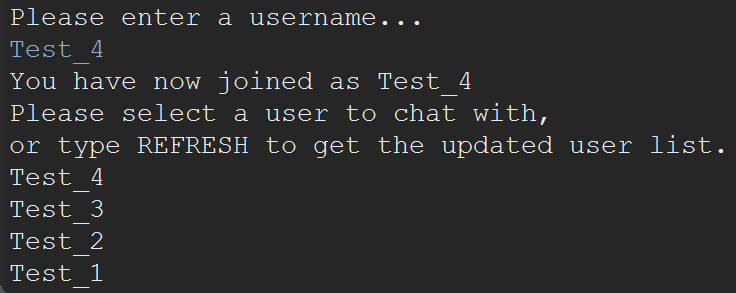 Please enter a username...
Test_4
You have now joined as Test_4
Please select a user to chat with,
or type REFRESH to get the updated user list.
Test_4
Test_3
Test_2
Test_1